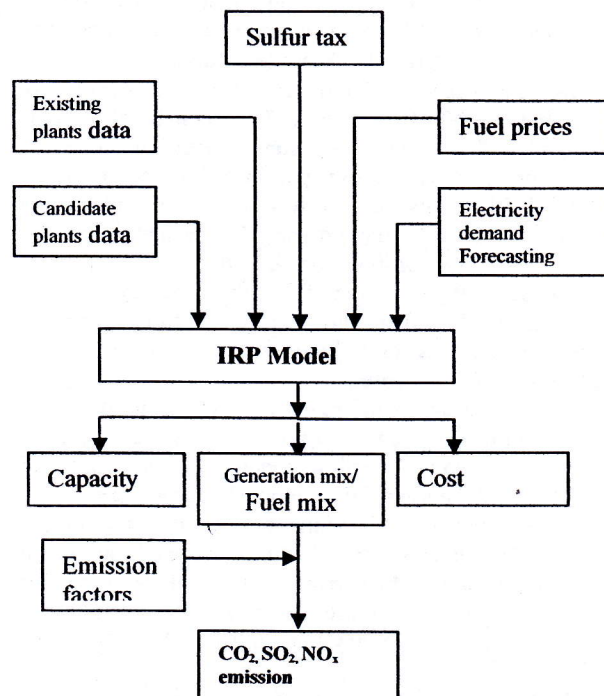 Sulfur tax
Existing
plants data
Fuel prices
Candidate
plants data
Electricity
demand
Forecasting
IRP Model
Capacity
Generation mix/
Fuel mix
Cost
Emission
factors
CO₂, SO₂, NOₓ
emission